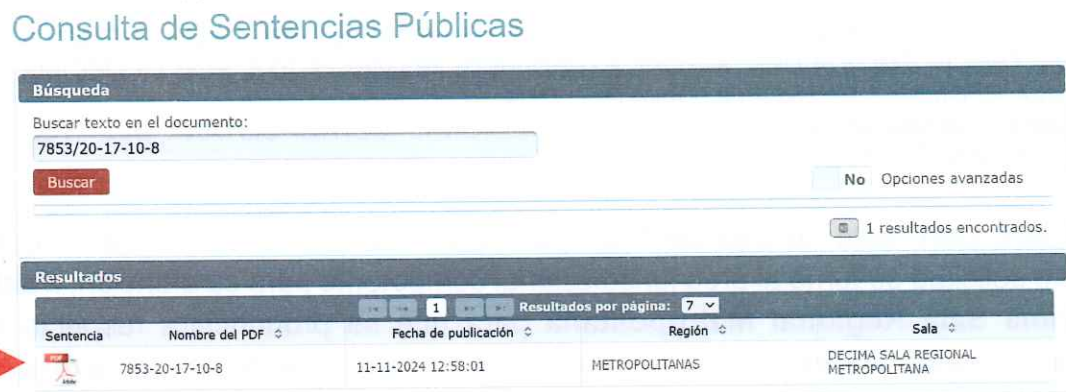 Consulta de Sentencias Públicas
Búsqueda
Buscar texto en el documento:
7853/20-17-10-8
Buscar
No Opciones avanzadas
1 resultados encontrados.
Resultados
1 Resultados por página: 7
Sentencia Nombre del PDF Fecha de publicación Región Sala
PDF
7853-20-17-10-8 11-11-2024 12:58:01 METROPOLITANAS DECIMA SALA REGIONAL
METROPOLITANA